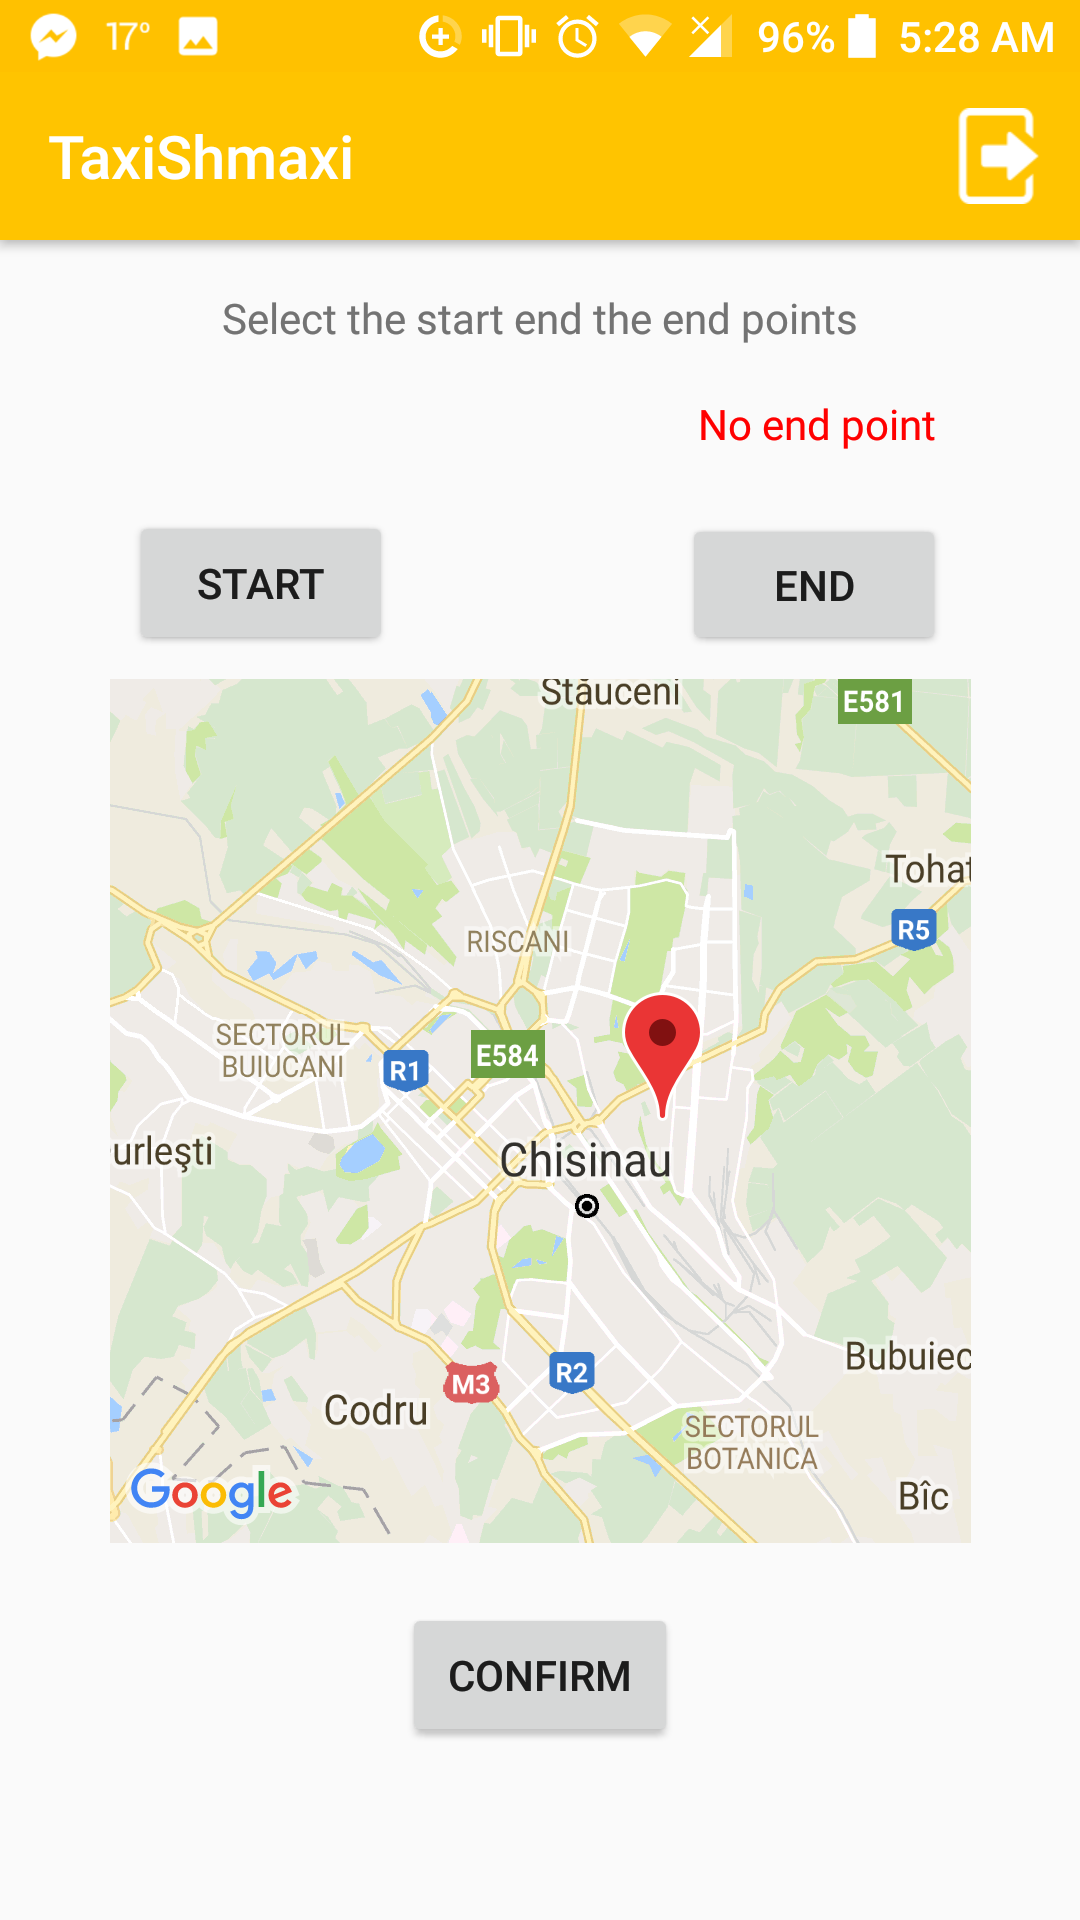 17° 96% 5:28 AM
TaxiShmaxi
Select the start end the end points
No end point
START END
Stăuceni
E581
Tohat
R5
RISCANI
SECTORUL
BUIUCANI
E584
R1
urleşti
Chisinau
Bubuiec
R2
M3
Codru
SECTORUL
BOTANICA
Bîc
Google
CONFIRM